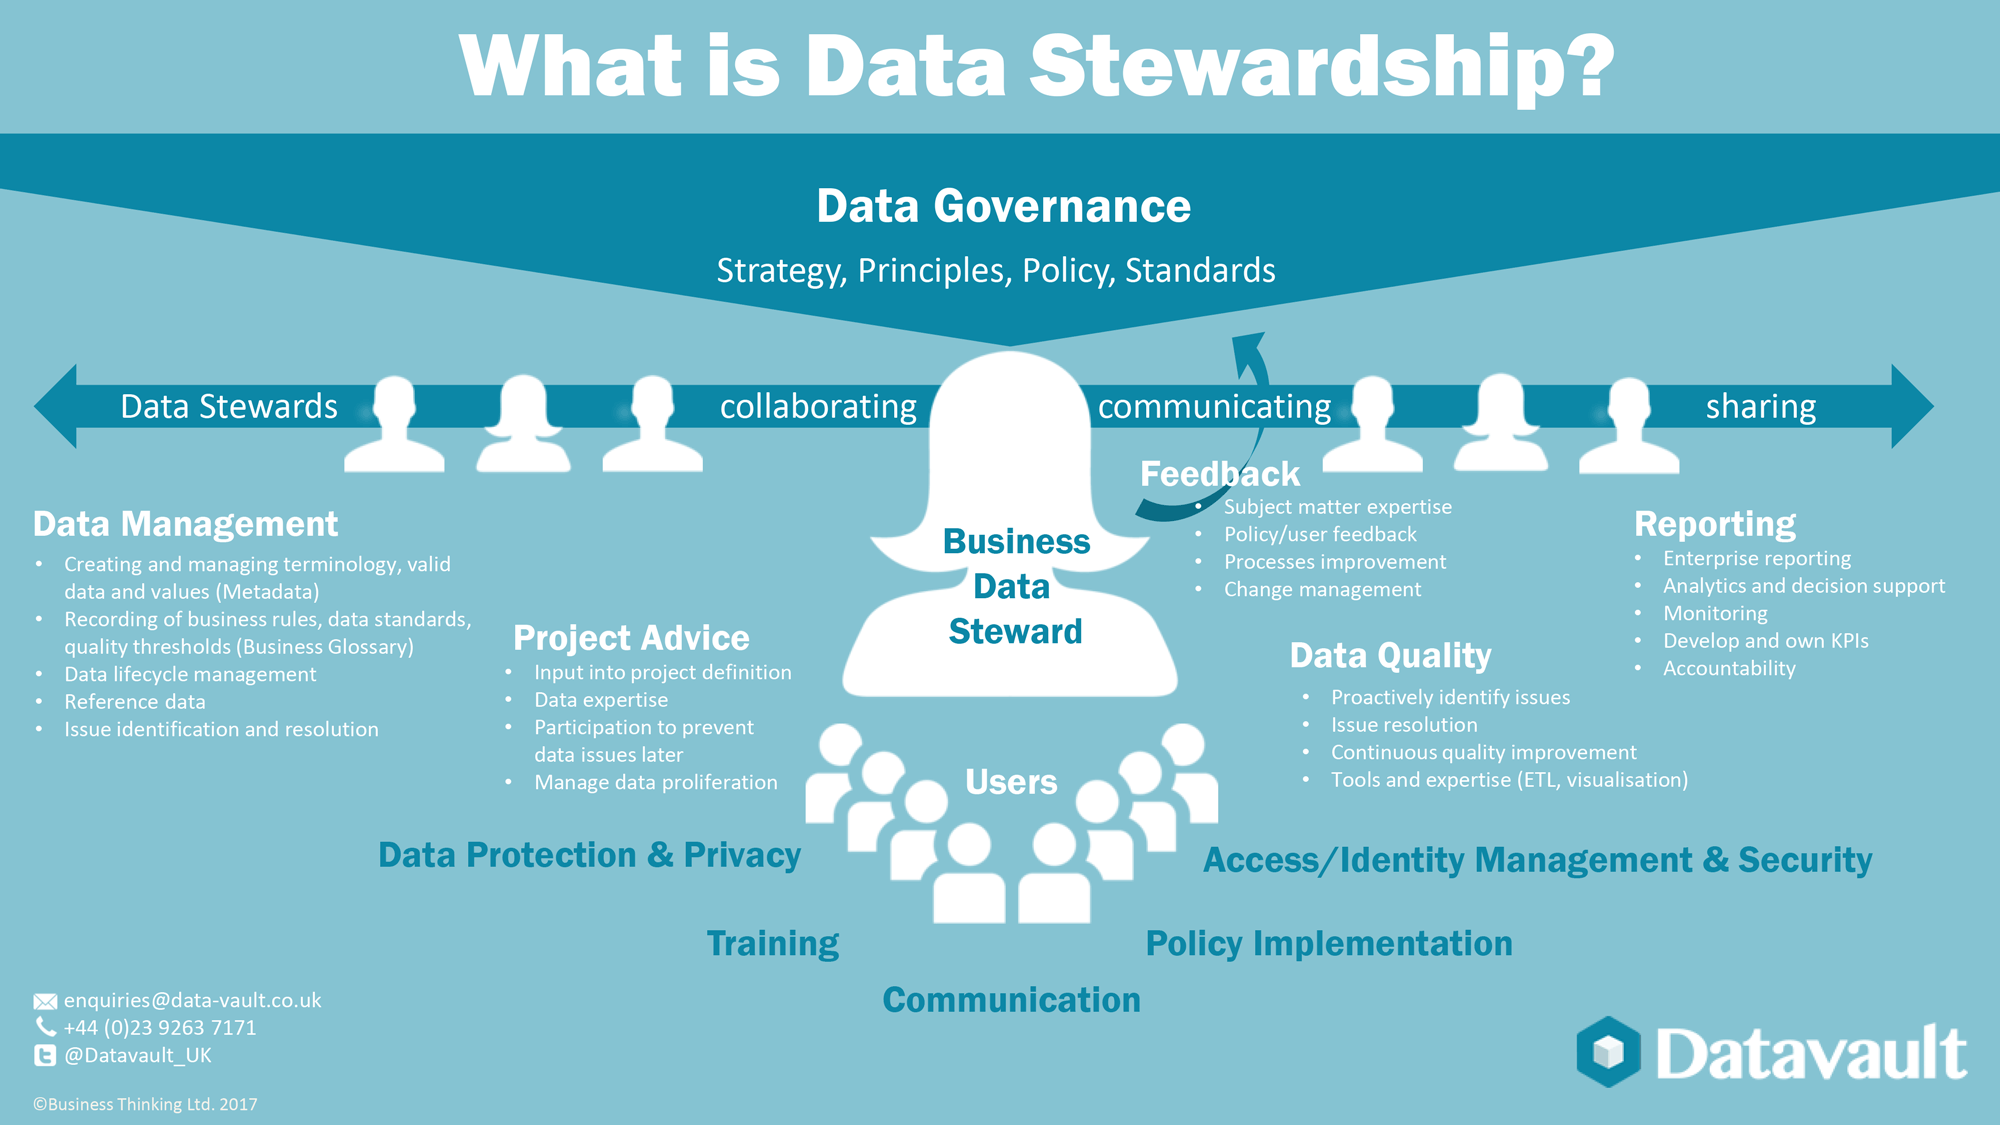 What is Data Stewardship?
Data Governance
Strategy, Principles, Policy, Standards
Data Stewards collaborating communicating sharing
Data Management
• Creating and managing terminology, valid
data and values (Metadata)
• Recording of business rules, data standards,
quality thresholds (Business Glossary)
• Data lifecycle management
• Reference data
• Issue identification and resolution
Project Advice
• Input into project definition
• Data expertise
• Participation to prevent
data issues later
• Manage data proliferation
Business
Data
Steward
Feedback
• Subject matter expertise
• Policy/user feedback
• Processes improvement
• Change management
Data Quality
• Proactively identify issues
• Issue resolution
• Continuous quality improvement
• Tools and expertise (ETL, visualisation)
Reporting
• Enterprise reporting
• Analytics and decision support
• Monitoring
• Develop and own KPIs
• Accountability
Users
Data Protection & Privacy
Access/Identity Management & Security
Training
Policy Implementation
Communication
enquiries@data-vault.co.uk
+44 (0)23 9263 7171
@Datavault_UK
©Business Thinking Ltd. 2017
Datavault